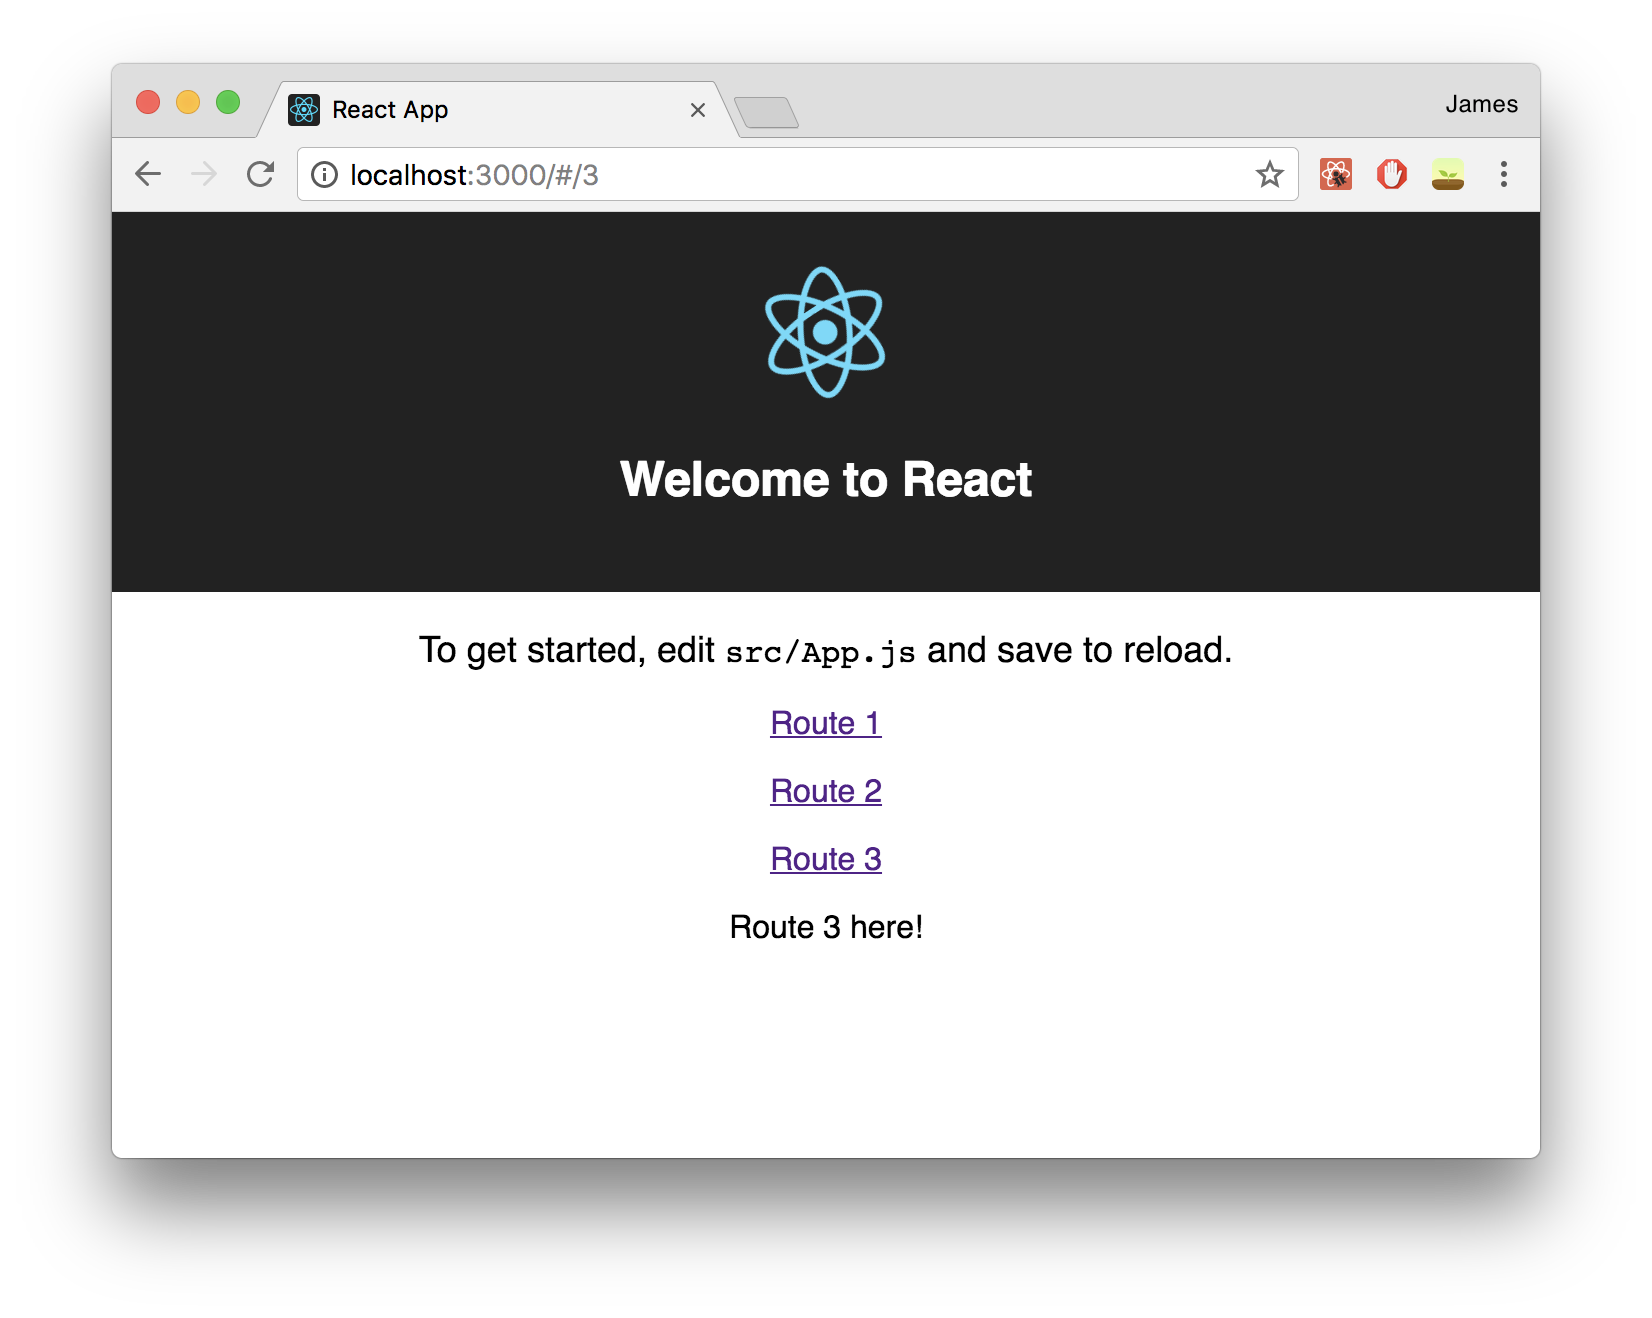 React App
James
localhost:3000/#/3
Welcome to React
To get started, edit src/App.js and save to reload.
Route 1
Route 2
Route 3
Route 3 here!